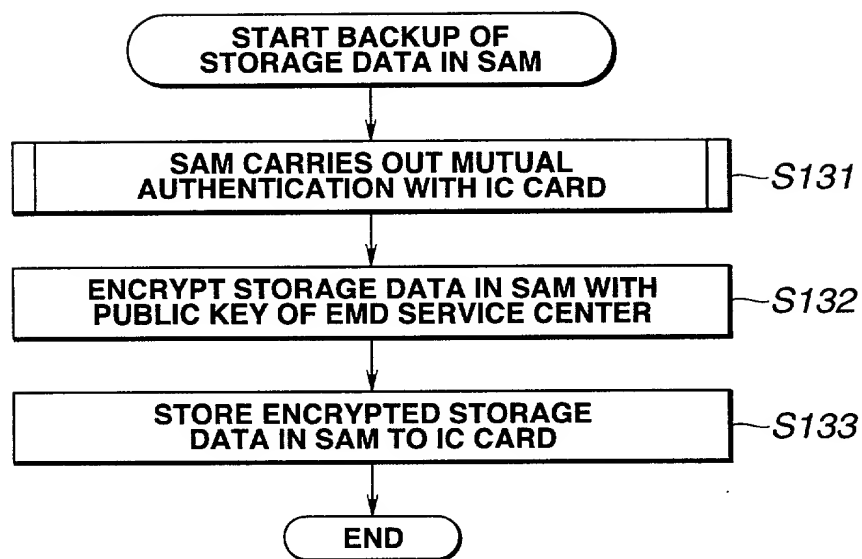 START BACKUP OF
STORAGE DATA IN SAM
SAM CARRIES OUT MUTUAL
AUTHENTICATION WITH IC CARD
S131
ENCRYPT STORAGE DATA IN SAM WITH
PUBLIC KEY OF EMD SERVICE CENTER
S132
STORE ENCRYPTED STORAGE
DATA IN SAM TO IC CARD
S133
END